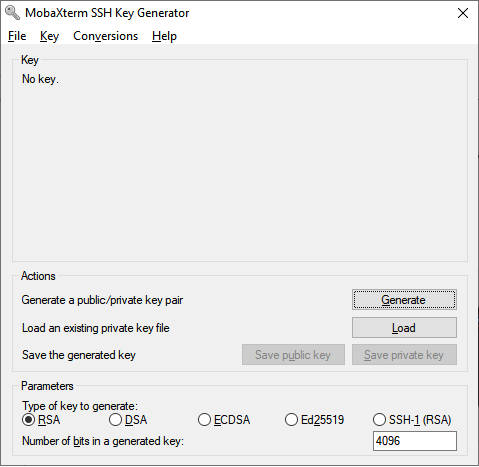 MobaXterm SSH Key Generator
File Key Conversions Help
Key
No key.
Actions
Generate a public/private key pair Generate
Load an existing private key file Load
Save the generated key Save public key Save private key
Parameters
Type of key to generate:
RSA DSA ECDSA Ed25519 SSH-1 (RSA)
Number of bits in a generated key: 4096